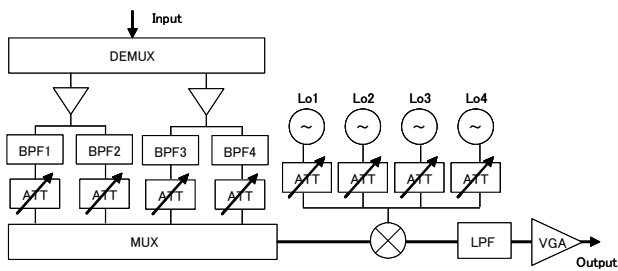 Input
DEMUX
Lo1 Lo2 Lo3 Lo4
~ ~ ~ ~
BPF1 BPF2 BPF3 BPF4
ATT ATT ATT ATT
ATT ATT ATT ATT
MUX
LPF
VGA
Output